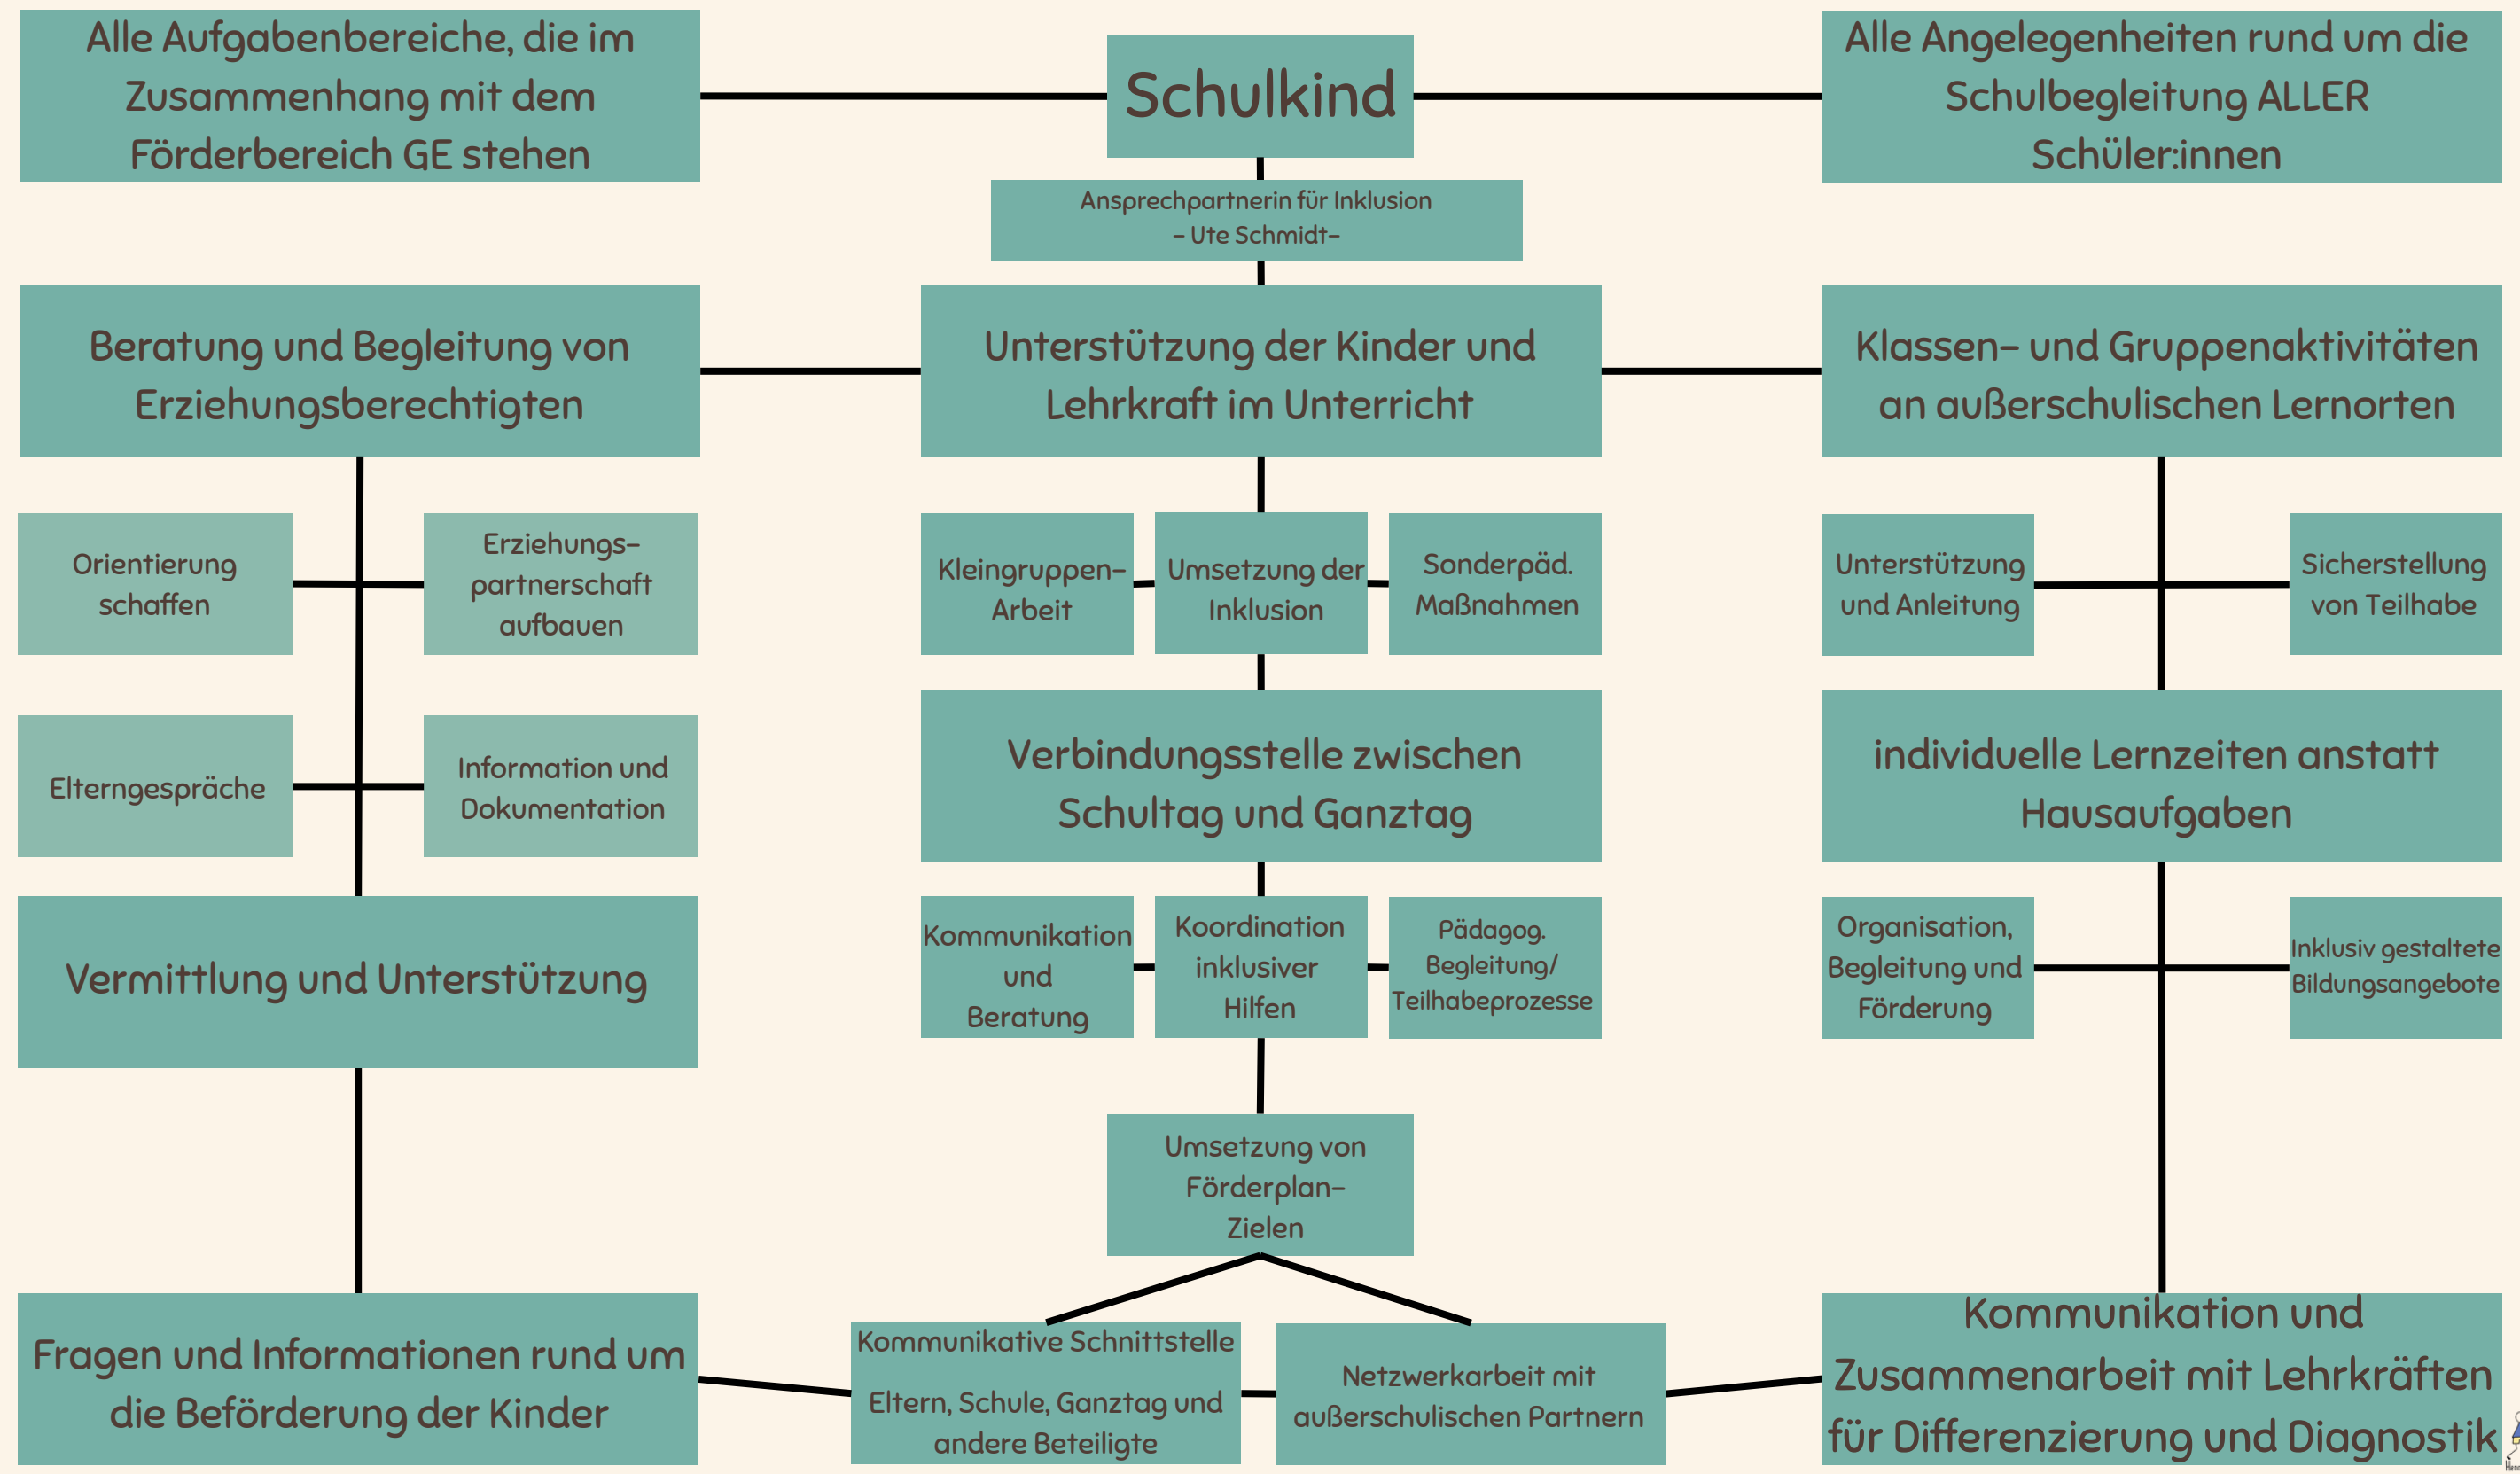 Alle Aufgabenbereiche, die im
Zusammenhang mit dem
Förderbereich GE stehen
Schulkind
Alle Angelegenheiten rund um die
Schulbegleitung ALLER
Schüler:innen
Ansprechpartnerin für Inklusion
- Ute Schmidt-
Beratung und Begleitung von
Erziehungsberechtigten
Unterstützung der Kinder und
Lehrkraft im Unterricht
Klassen- und Gruppenaktivitäten
an außerschulischen Lernorten
Orientierung
schaffen
Erziehungs-
partnerschaft
aufbauen
Kleingruppen-
Arbeit
Umsetzung der
Inklusion
Sonderpäd.
Maßnahmen
Unterstützung
und Anleitung
Sicherstellung
von Teilhabe
Elterngespräche
Information und
Dokumentation
Verbindungsstelle zwischen
Schultag und Ganztag
individuelle Lernzeiten anstatt
Hausaufgaben
Vermittlung und Unterstützung
Kommunikation
und
Beratung
Koordination
inklusiver
Hilfen
Pädagog.
Begleitung/
Teilhabeprozesse
Organisation,
Begleitung und
Förderung
Inklusiv gestaltete
Bildungsangebote
Umsetzung von
Förderplan-
Zielen
Fragen und Informationen rund um
die Beförderung der Kinder
Kommunikative Schnittstelle
Eltern, Schule, Ganztag und
andere Beteiligte
Netzwerkarbeit mit
außerschulischen Partnern
Kommunikation und
Zusammenarbeit mit Lehrkräften
für Differenzierung und Diagnostik